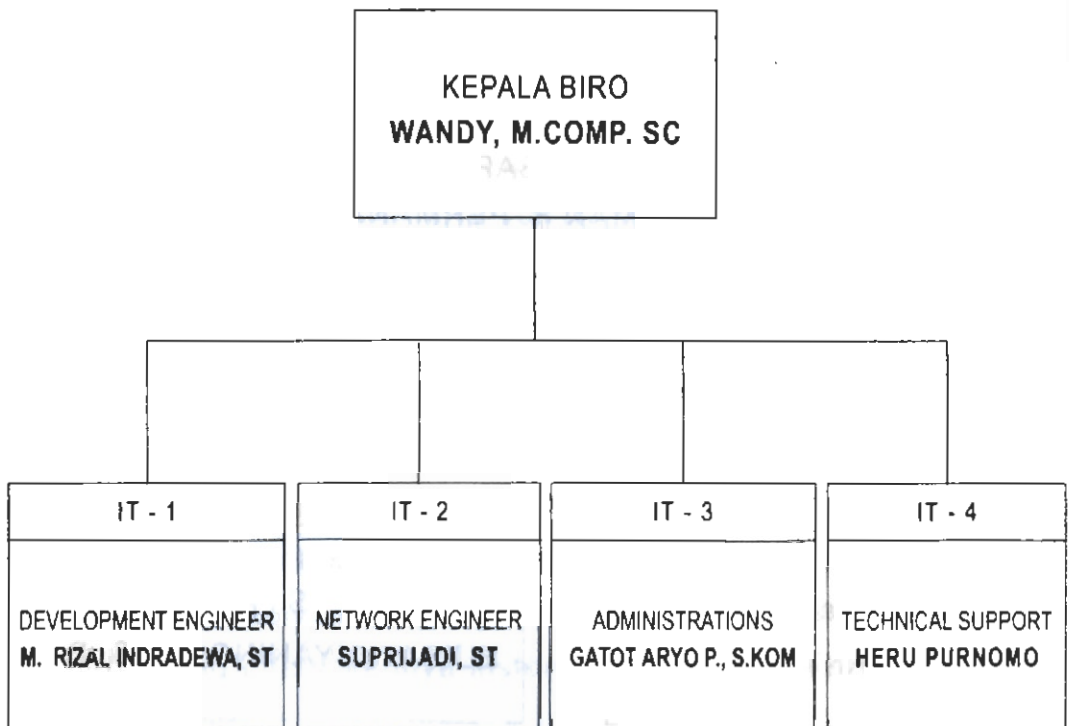 KEPALA BIRO
WANDY, M.COMP. SC
IT - 1
DEVELOPMENT ENGINEER
M. RIZAL INDRADEWA, ST
IT - 2
NETWORK ENGINEER
SUPRIJADI, ST
IT - 3
ADMINISTRATIONS
GATOT ARYO P., S.KOM
IT - 4
TECHNICAL SUPPORT
HERU PURNOMO